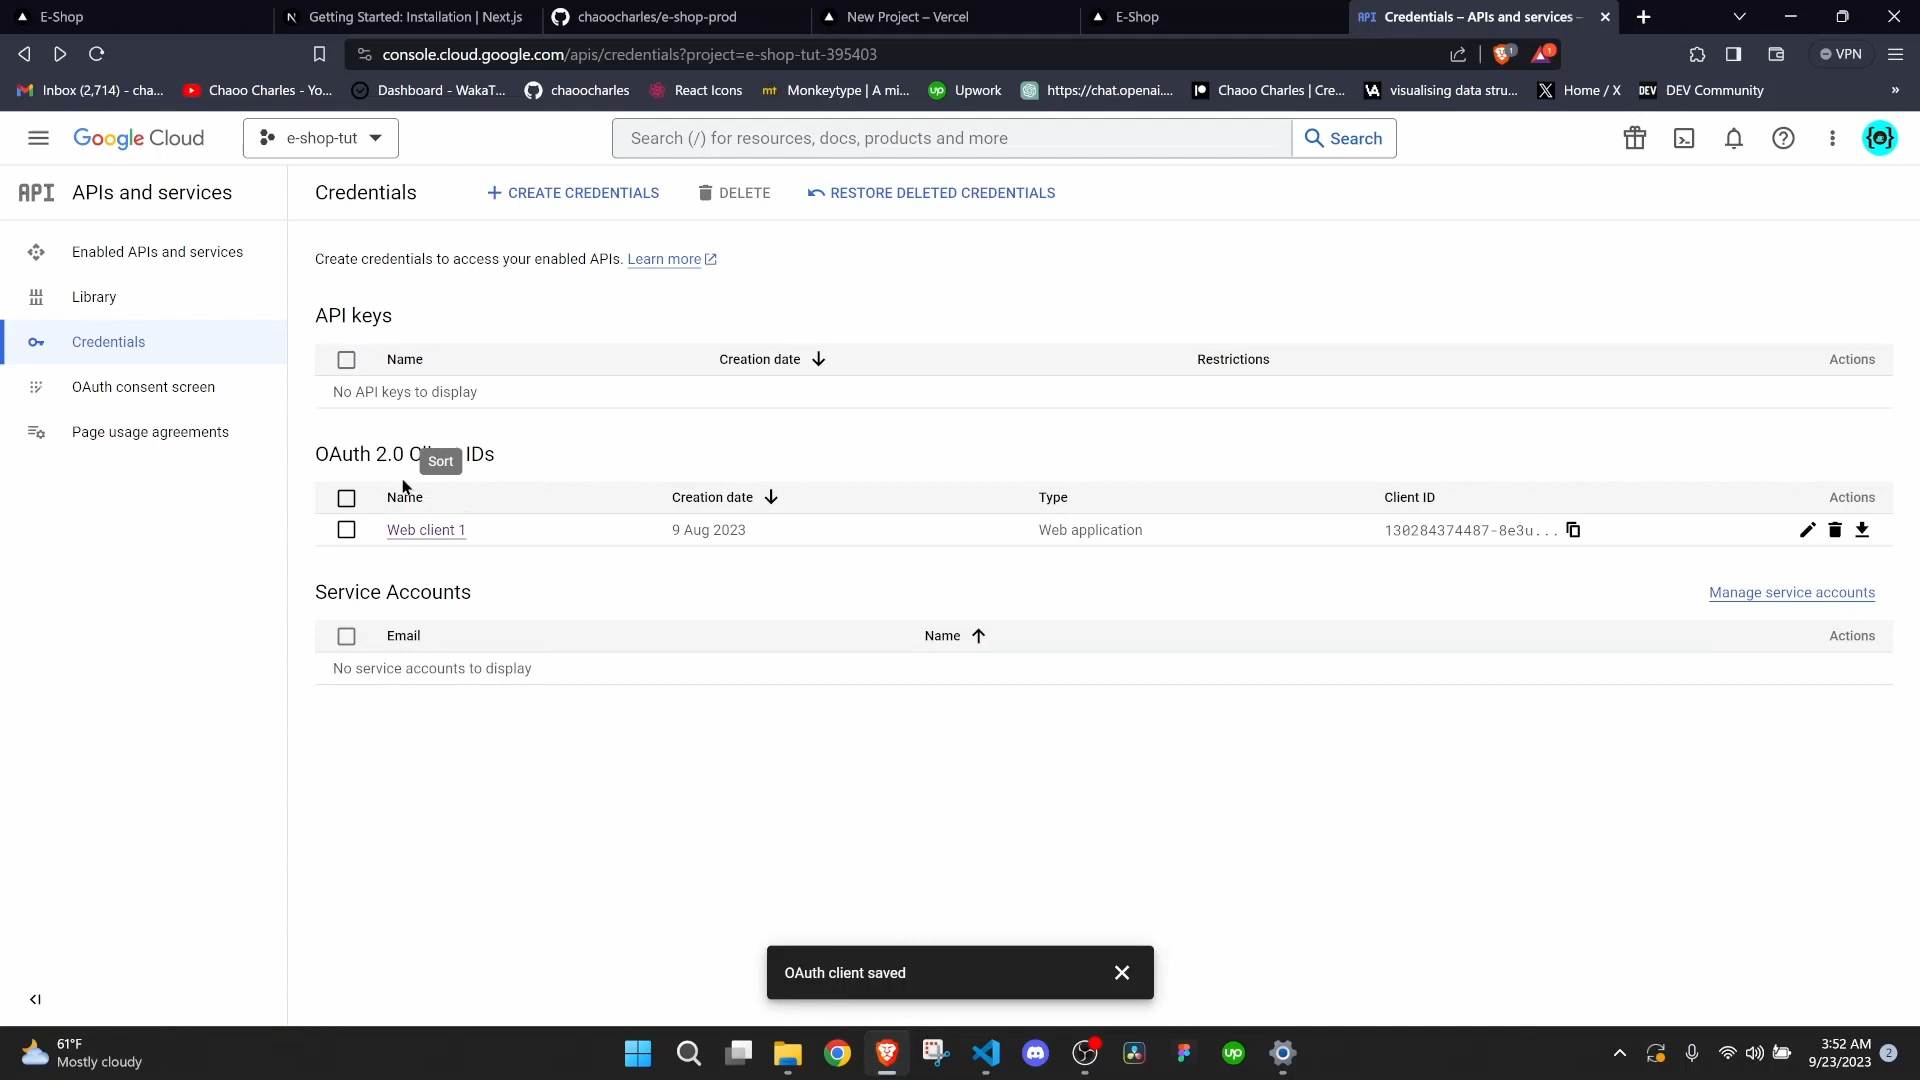 E-Shop
Getting Started: Installation | Next.js
chaoocharles/e-shop-prod
New Project – Vercel
E-Shop
API Credentials – APIs and services –
console.cloud.google.com/apis/credentials?project=e-shop-tut-395403
VPN
Inbox (2,714) - cha...
Chaoo Charles - Yo...
Dashboard - WakaT...
chaoocharles
React Icons
mt Monkeytype | A mi...
up Upwork
https://chat.openai....
Chaoo Charles | Cre...
visualising data stru...
Home / X
DEV DEV Community
Google Cloud
e-shop-tut
Search (/) for resources, docs, products and more
Search
API APIs and services
Credentials
CREATE CREDENTIALS
DELETE
RESTORE DELETED CREDENTIALS
Enabled APIs and services
Library
Credentials
OAuth consent screen
Page usage agreements
Create credentials to access your enabled APIs. Learn more
API keys
Name Creation date Restrictions Actions
No API keys to display
OAuth 2.0 C IDs
Sort
Name Creation date Type Client ID Actions
Web client 1 9 Aug 2023 Web application 130284374487-8e3u...
Service Accounts
Manage service accounts
Email Name Actions
No service accounts to display
OAuth client saved
61°F
Mostly cloudy
up
3:52 AM
9/23/2023
2